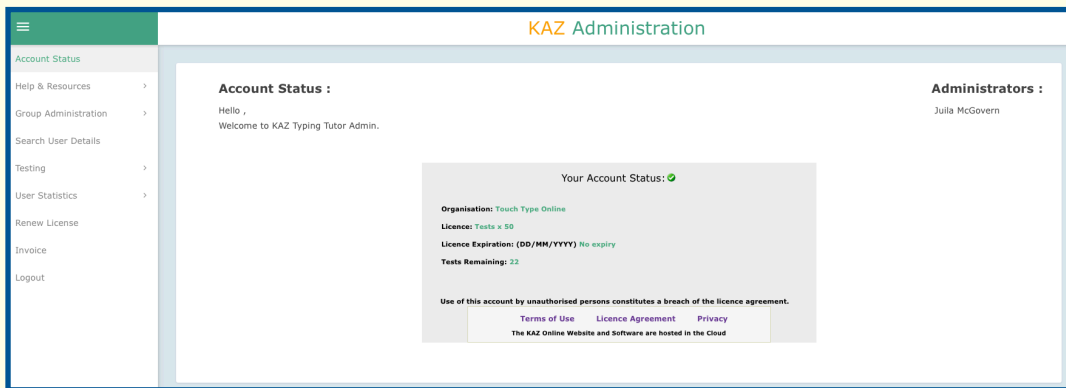 KAZ Administration
Account Status
Help & Resources
Group Administration
Search User Details
Testing
User Statistics
Renew License
Invoice
Logout
Account Status :
Hello ,
Welcome to KAZ Typing Tutor Admin.
Administrators :
Juila McGovern
Your Account Status:
Organisation: Touch Type Online
Licence: Tests x 50
Licence Expiration: (DD/MM/YYYY) No expiry
Tests Remaining: 22
Use of this account by unauthorised persons constitutes a breach of the licence agreement.
Terms of Use Licence Agreement Privacy
The KAZ Online Website and Software are hosted in the Cloud